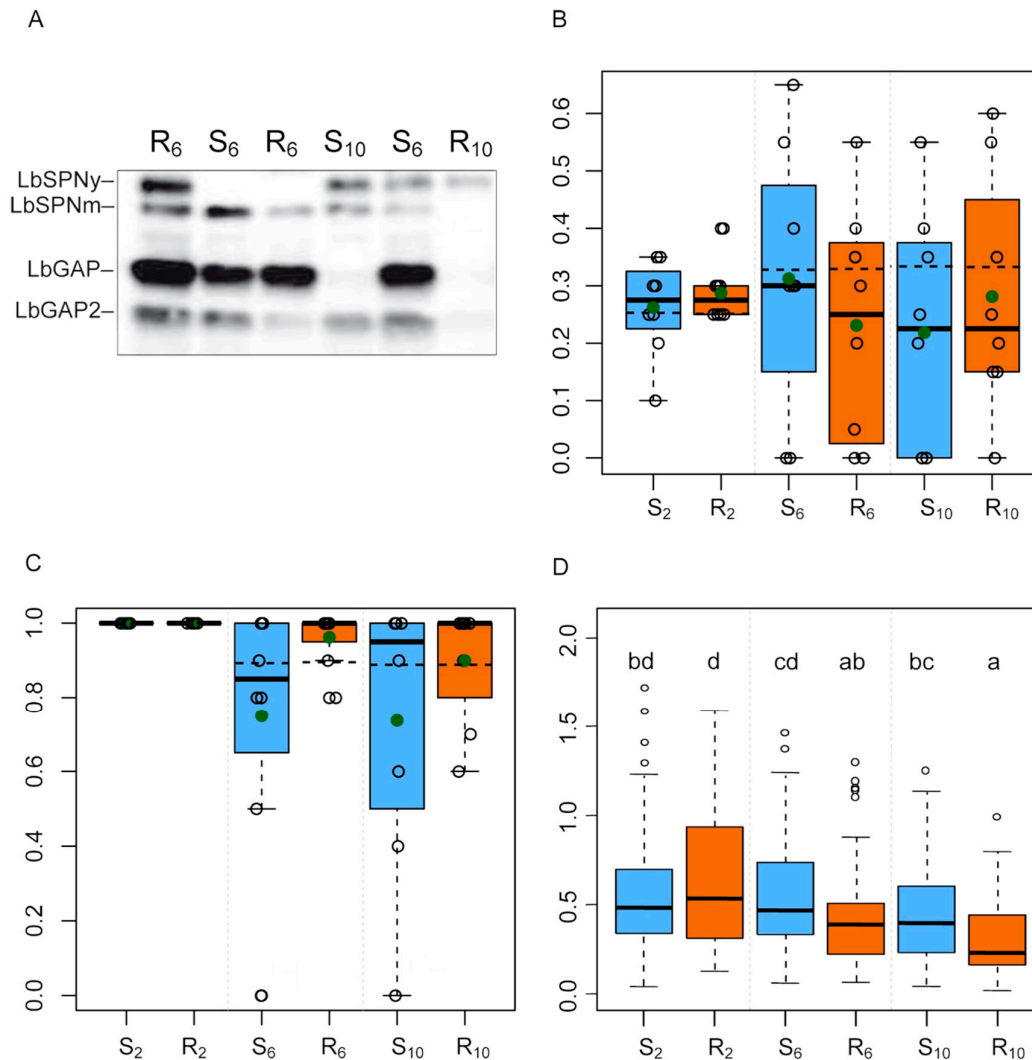 A
R6 S6 R6 S10 S6 R10
LbSPNy–
LbSPNm–
LbGAP–
LbGAP2–
B
0.6
0.5
0.4
0.3
0.2
0.1
0.0
S2 R2 S6 R6 S10 R10
C
1.0
0.8
0.6
0.4
0.2
0.0
S2 R2 S6 R6 S10 R10
D
2.0
1.5
1.0
0.5
0.0
bd d cd ab bc a
S2 R2 S6 R6 S10 R10